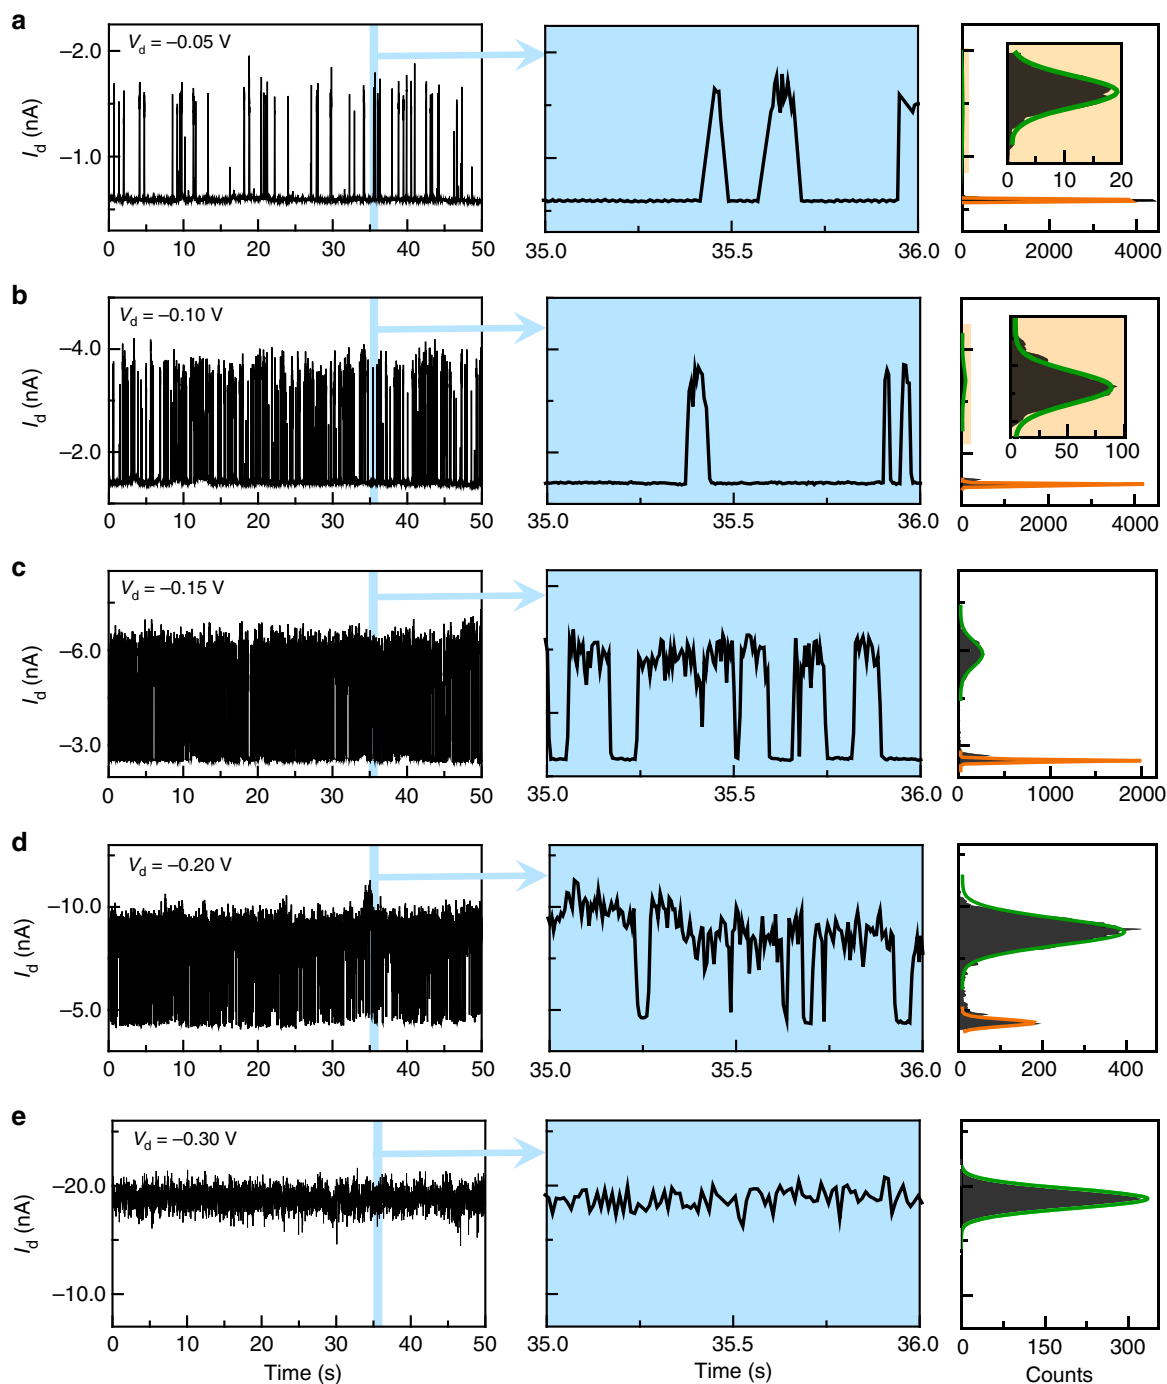 a
V_d = –0.05 V
–2.0
–1.0
I_d (nA)
0 10 20 30 40 50
35.0 35.5 36.0
0 10 20
0 2000 4000
b
V_d = –0.10 V
–4.0
–2.0
I_d (nA)
0 10 20 30 40 50
35.0 35.5 36.0
0 50 100
0 2000 4000
c
V_d = –0.15 V
–6.0
–3.0
I_d (nA)
0 10 20 30 40 50
35.0 35.5 36.0
0 1000 2000
d
V_d = –0.20 V
–10.0
–5.0
I_d (nA)
0 10 20 30 40 50
35.0 35.5 36.0
0 200 400
e
V_d = –0.30 V
–20.0
–10.0
I_d (nA)
0 10 20 30 40 50
35.0 35.5 36.0
0 150 300
Time (s) Time (s) Counts